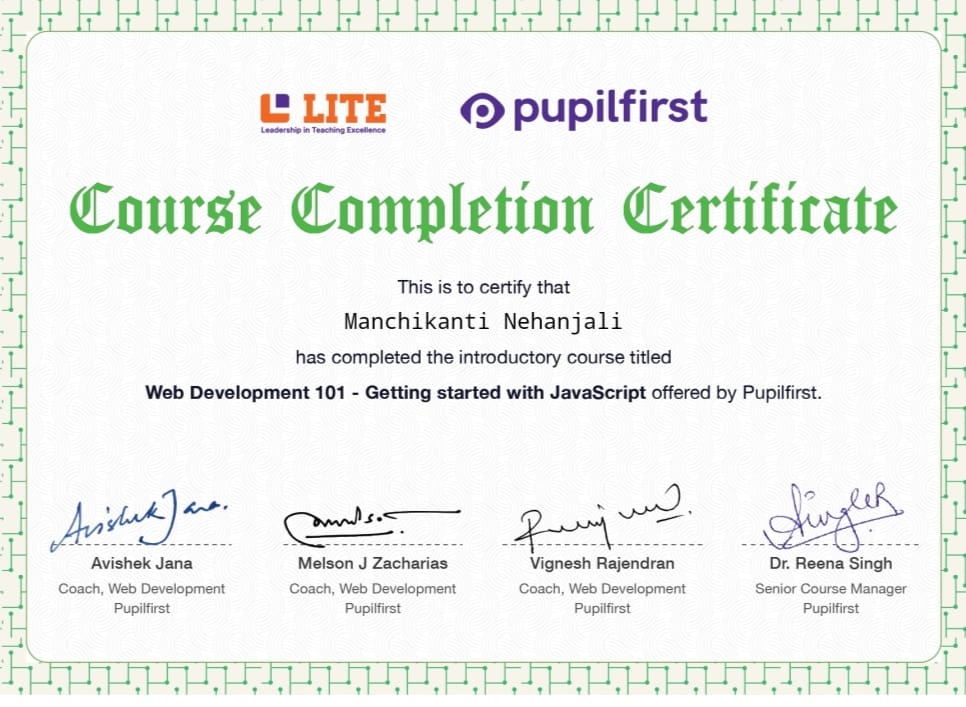 LITE
Leadership in Teaching Excellence
pupilfirst
Course Completion Certificate
This is to certify that
Manchikanti Nehanjali
has completed the introductory course titled
Web Development 101 - Getting started with JavaScript offered by Pupilfirst.
Avishek Jana.
Avishek Jana
Coach, Web Development
Pupilfirst
Melson J Zacharias
Coach, Web Development
Pupilfirst
Vignesh Rajendran
Coach, Web Development
Pupilfirst
Dr. Reena Singh
Senior Course Manager
Pupilfirst